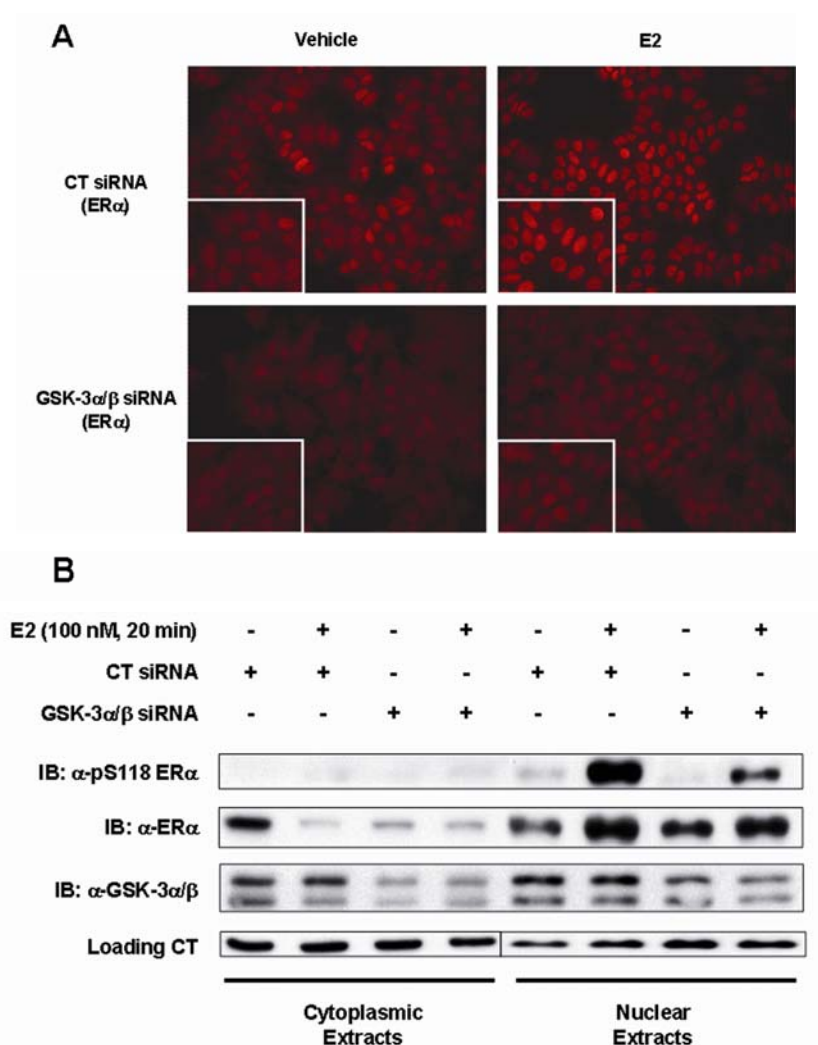 A
Vehicle E2
CT siRNA
(ERα)
GSK-3α/β siRNA
(ERα)
B
E2 (100 nM, 20 min) - + - + - + - +
CT siRNA + + - - + + - -
GSK-3α/β siRNA - - + + - - + +
IB: α-pS118 ERα
IB: α-ERα
IB: α-GSK-3α/β
Loading CT
Cytoplasmic Nuclear
Extracts Extracts